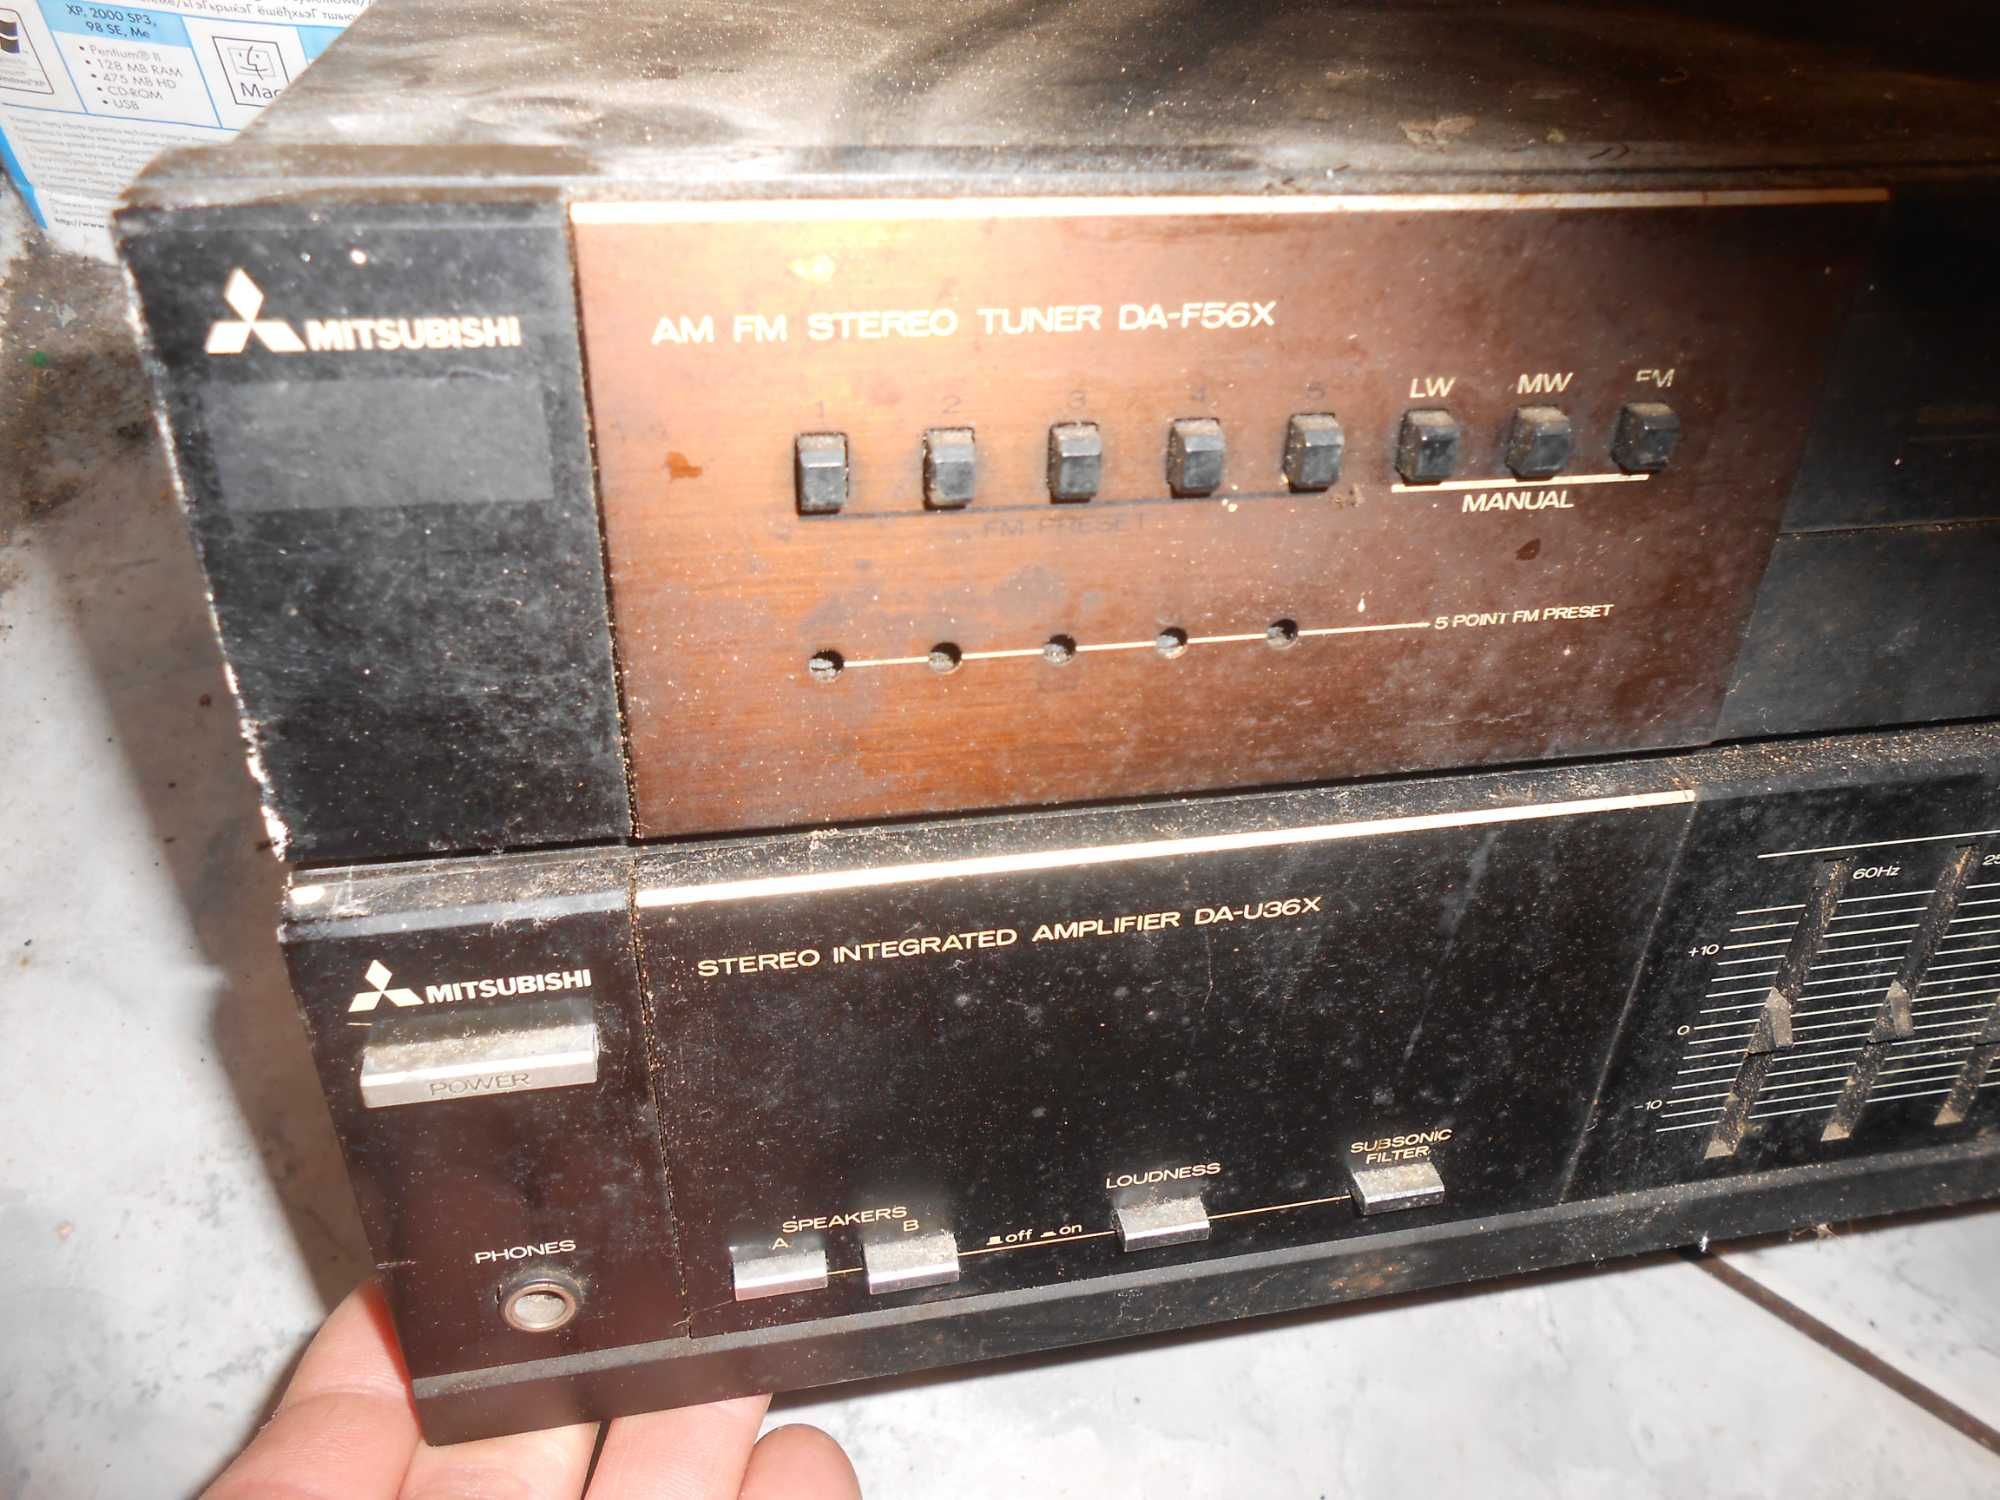 XP, 2000 SP3,
98 SE, Me
• Pentium® II
• 128 MB RAM
• 475 MB HD
• CD-ROM
• USB
Mac
http://www
MITSUBISHI
AM FM STEREO TUNER DA-F56X
1 2 3 4 5 LW MW FM
FM PRESET
MANUAL
5 POINT FM PRESET
MITSUBISHI
STEREO INTEGRATED AMPLIFIER DA-U36X
POWER
PHONES
SPEAKERS
A B
off on
LOUDNESS
SUBSONIC
FILTER
60Hz 25
+10
0
-10